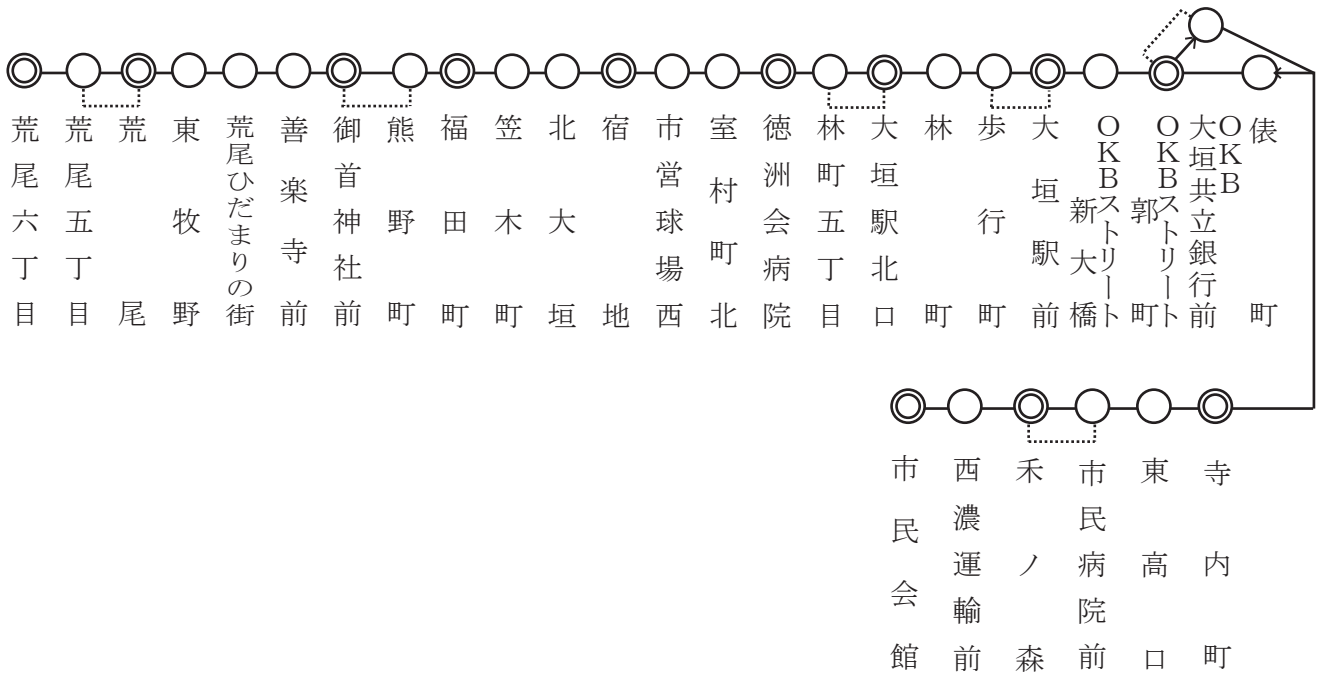 荒尾六丁目
荒尾五丁目
荒尾
東牧野
荒尾ひだまりの街
善楽寺前
御首神社前
熊野町
福田町
笠木町
北大垣
宿地
市営球場西
室村町北
徳洲会病院
林町五丁目
大垣駅北口
林町
歩行町
大垣駅前
OKBストリート
新大橋
OKBストリート
郭町
OKB
大垣共立銀行前
俵町
市民会館
西濃運輸前
禾ノ森
市民病院前
東高口
寺内町